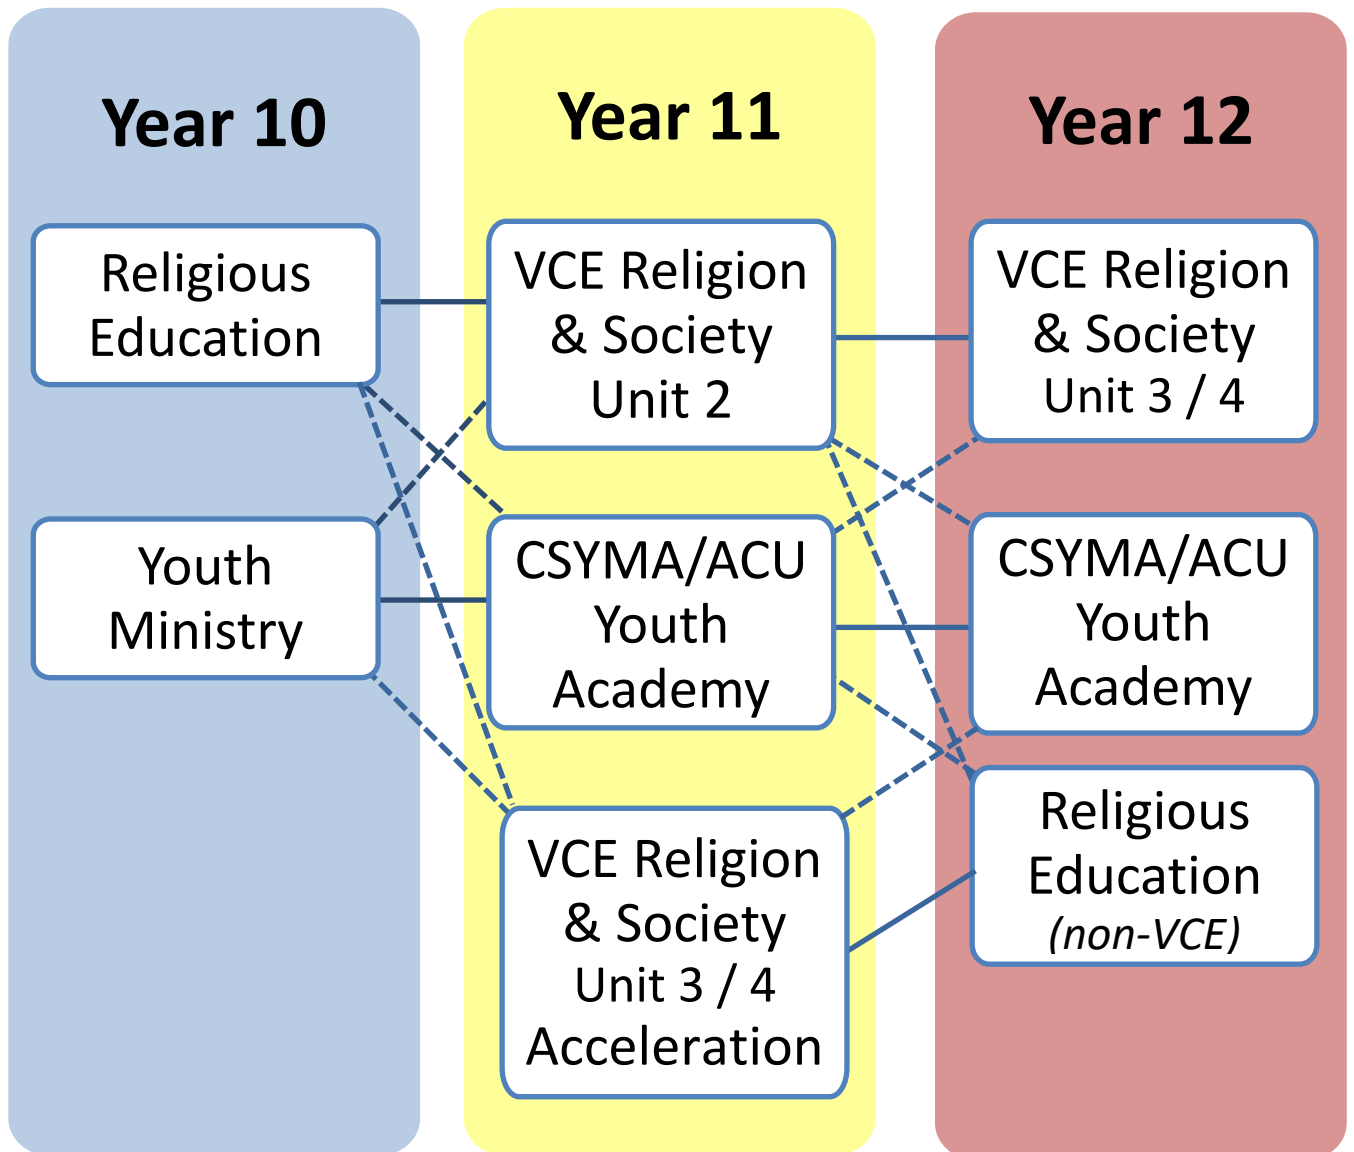 Year 10
Religious
Education
Youth
Ministry
Year 11
VCE Religion
& Society
Unit 2
CSYMA/ACU
Youth
Academy
VCE Religion
& Society
Unit 3 / 4
Acceleration
Year 12
VCE Religion
& Society
Unit 3 / 4
CSYMA/ACU
Youth
Academy
Religious
Education
(non-VCE)